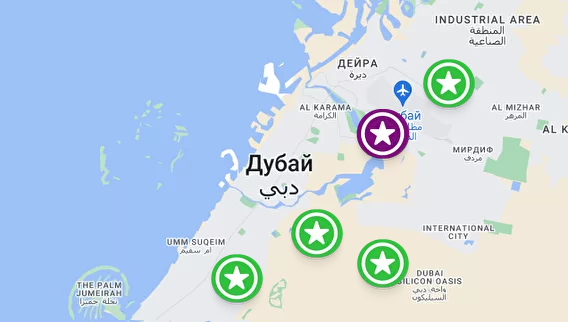 INDUSTRIAL AREA
المنطقة
الصناعية
ДЕЙРА
ديرة
AL KARAMA
الكرامة
AL MIZHAR
المزهر
МИРДИФ
مردف
AL K
Дубай
دبي
INTERNATIONAL
CITY
UMM SUQEIM
أم سقيم
DUBAI
SILICON OASIS
واحة دبي
السيليكون
THE PALM
JUMEIRAH
نخلة جميرا